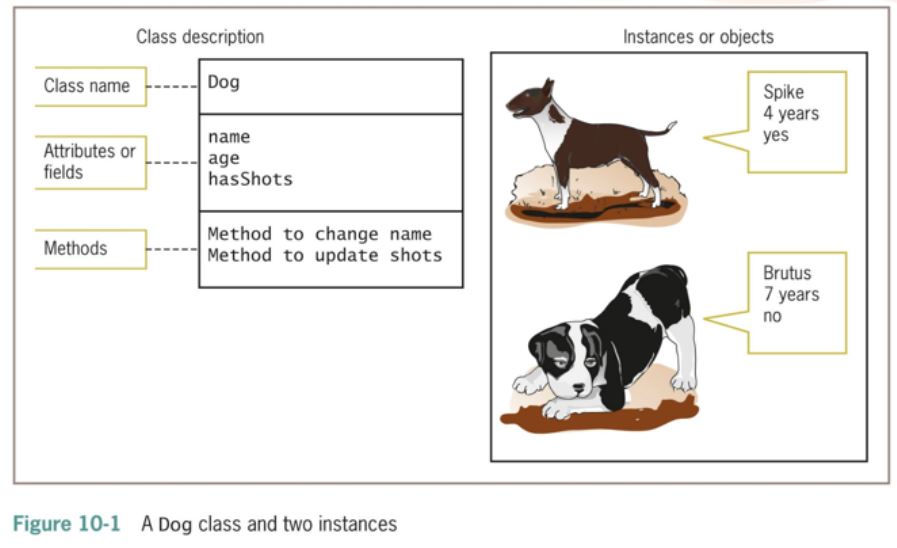 Class description
Class name
Dog
Attributes or
fields
name
age
hasShots
Methods
Method to change name
Method to update shots
Instances or objects
Spike
4 years
yes
Brutus
7 years
no
Figure 10-1 A Dog class and two instances